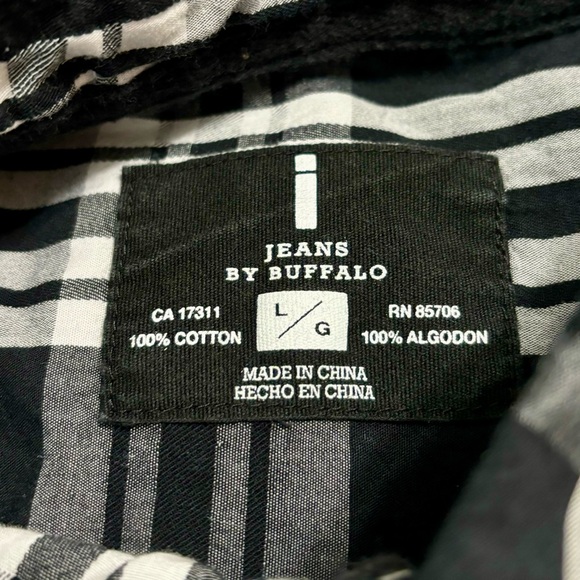 i
JEANS
BY BUFFALO
CA 17311
100% COTTON
L/G
RN 85706
100% ALGODON
MADE IN CHINA
HECHO EN CHINA